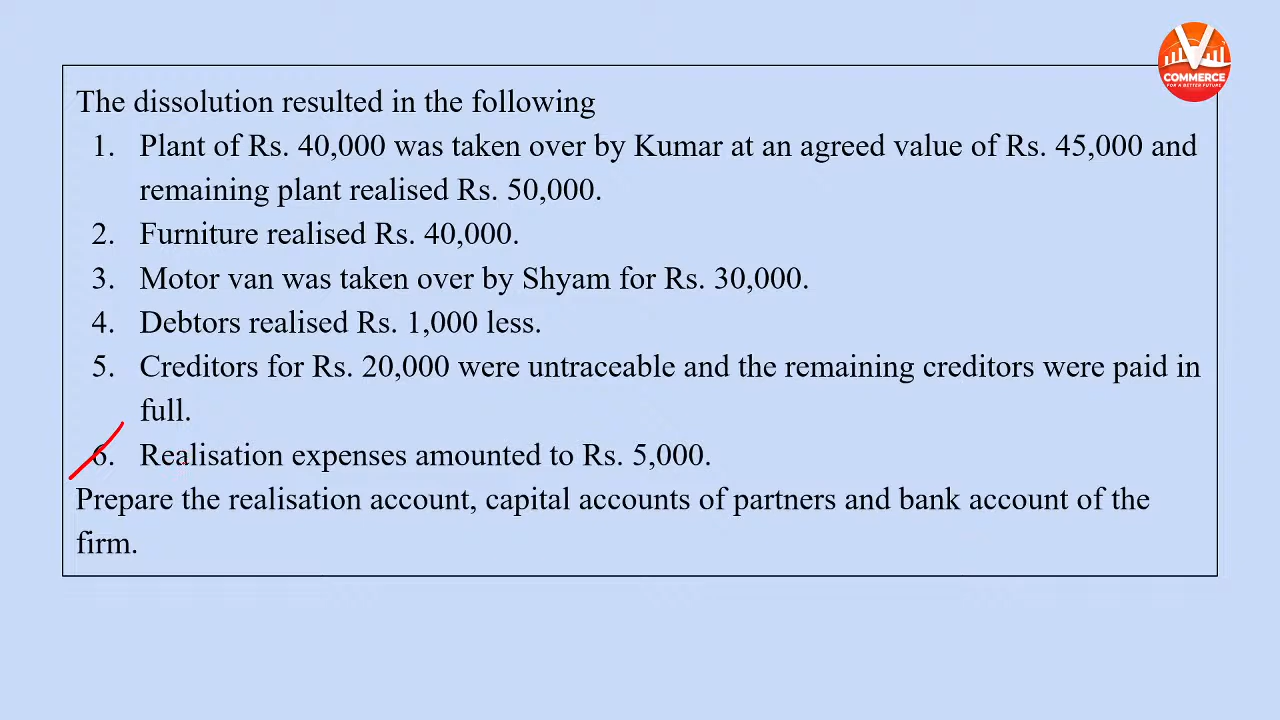 V
COMMERCE
FOR A BETTER FUTURE
The dissolution resulted in the following
1. Plant of Rs. 40,000 was taken over by Kumar at an agreed value of Rs. 45,000 and
remaining plant realised Rs. 50,000.
2. Furniture realised Rs. 40,000.
3. Motor van was taken over by Shyam for Rs. 30,000.
4. Debtors realised Rs. 1,000 less.
5. Creditors for Rs. 20,000 were untraceable and the remaining creditors were paid in
full.
6. Realisation expenses amounted to Rs. 5,000.
Prepare the realisation account, capital accounts of partners and bank account of the
firm.